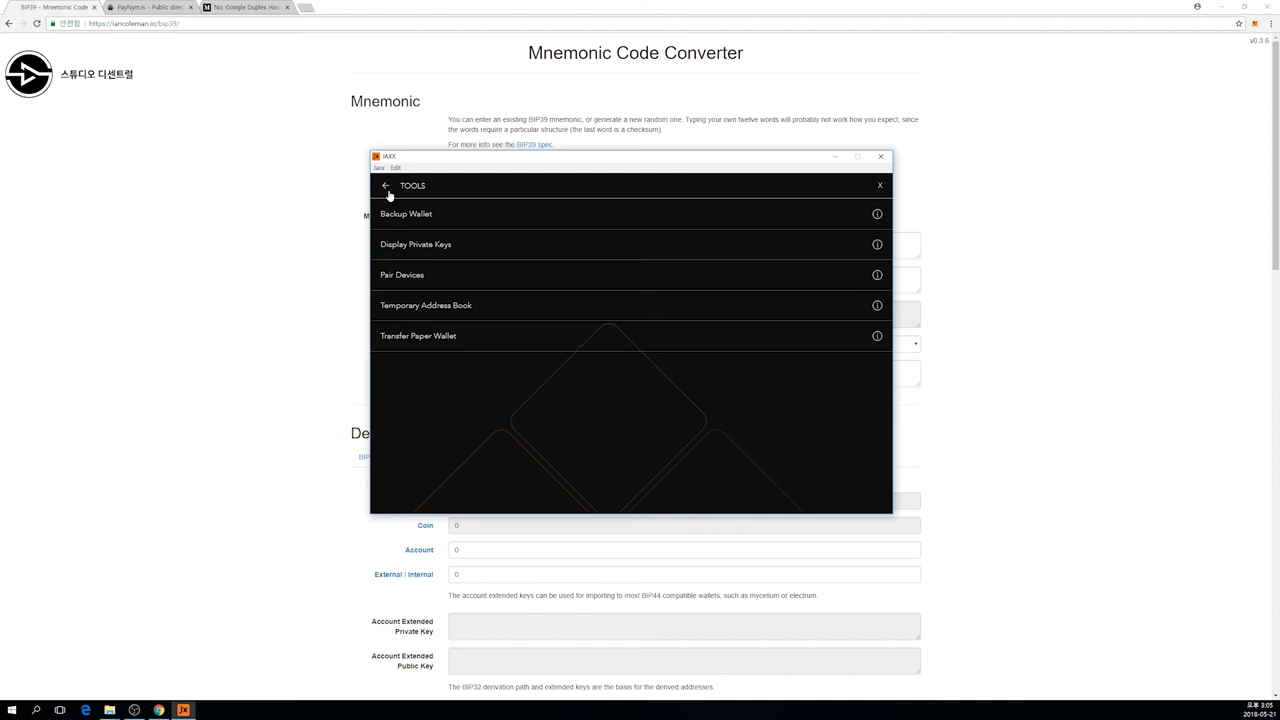 BIP39 - Mnemonic Code
PayNym.is - Public direc
No, Google Duplex Has
안전함
https://iancoleman.io/bip39/
v0.3.6
스튜디오 디센트럴
Mnemonic Code Converter
Mnemonic
You can enter an existing BIP39 mnemonic, or generate a new random one. Typing your own twelve words will probably not work how you expect, since
the words require a particular structure (the last word is a checksum).
For more info see the BIP39 spec.
JAXX
Jaxx Edit
TOOLS
X
Backup Wallet
Display Private Keys
Pair Devices
Temporary Address Book
Transfer Paper Wallet
De
BIP
Coin
0
Account
0
External / Internal
0
The account extended keys can be used for importing to most BIP44 compatible wallets, such as mycelium or electrum.
Account Extended
Private Key
Account Extended
Public Key
The BIP32 derivation path and extended keys are the basis for the derived addresses.
오후 3:05
2018-05-21